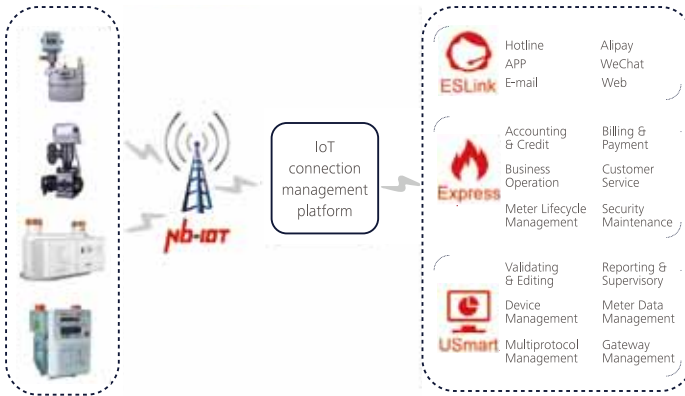 Nb-IOT
IoT
connection
management
platform
ESLink
Hotline
APP
E-mail
Alipay
WeChat
Web
Express
Accounting
& Credit
Business
Operation
Meter Lifecycle
Management
Billing &
Payment
Customer
Service
Security
Maintenance
USmart
Validating
& Editing
Device
Management
Multiprotocol
Management
Reporting &
Supervisory
Meter Data
Management
Gateway
Management